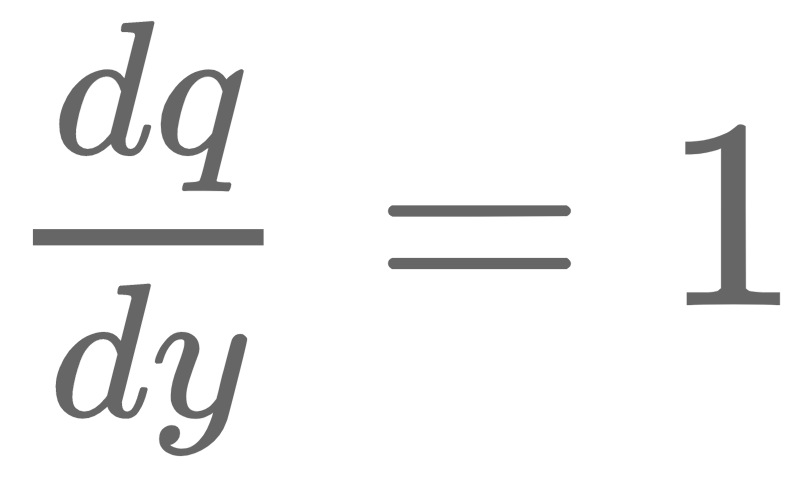 dq/dy = 1